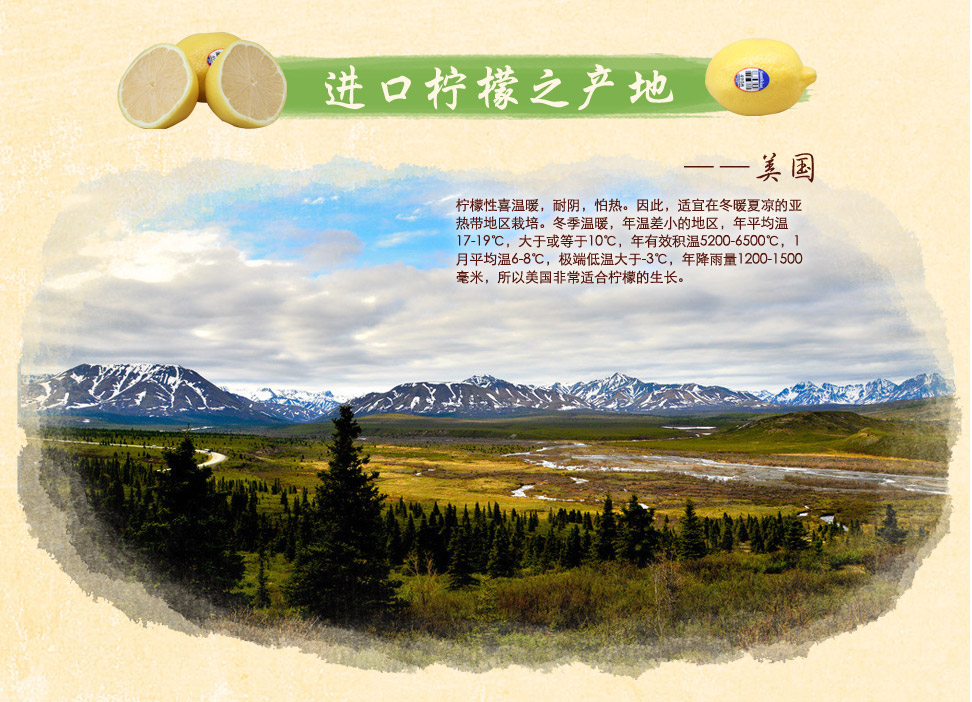 进口柠檬之产地
——美国
柠檬性喜温暖，耐阴，怕热。因此，适宜在冬暖夏凉的亚
热带地区栽培。冬季温暖，年温差小的地区，年平均温
17-19℃，大于或等于10℃，年有效积温5200-6500℃，1
月平均温6-8℃，极端低温大于-3℃，年降雨量1200-1500
毫米，所以美国非常适合柠檬的生长。